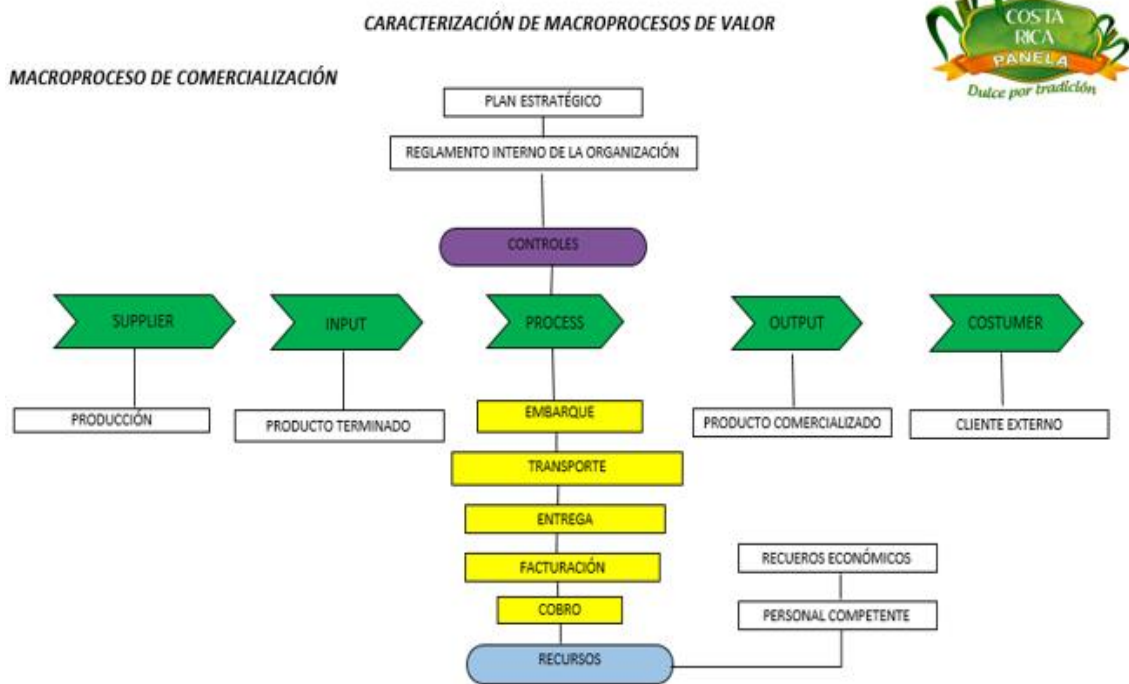 CARACTERIZACIÓN DE MACROPROCESOS DE VALOR
COSTA
RICA
PANELA
Dulce por tradición
MACROPROCESO DE COMERCIALIZACIÓN
PLAN ESTRATÉGICO
REGLAMENTO INTERNO DE LA ORGANIZACIÓN
CONTROLES
SUPPLIER
INPUT
PROCESS
OUTPUT
COSTUMER
PRODUCCIÓN
PRODUCTO TERMINADO
EMBARQUE
PRODUCTO COMERCIALIZADO
CLIENTE EXTERNO
TRANSPORTE
ENTREGA
FACTURACIÓN
COBRO
RECUEROS ECONÓMICOS
PERSONAL COMPETENTE
RECURSOS